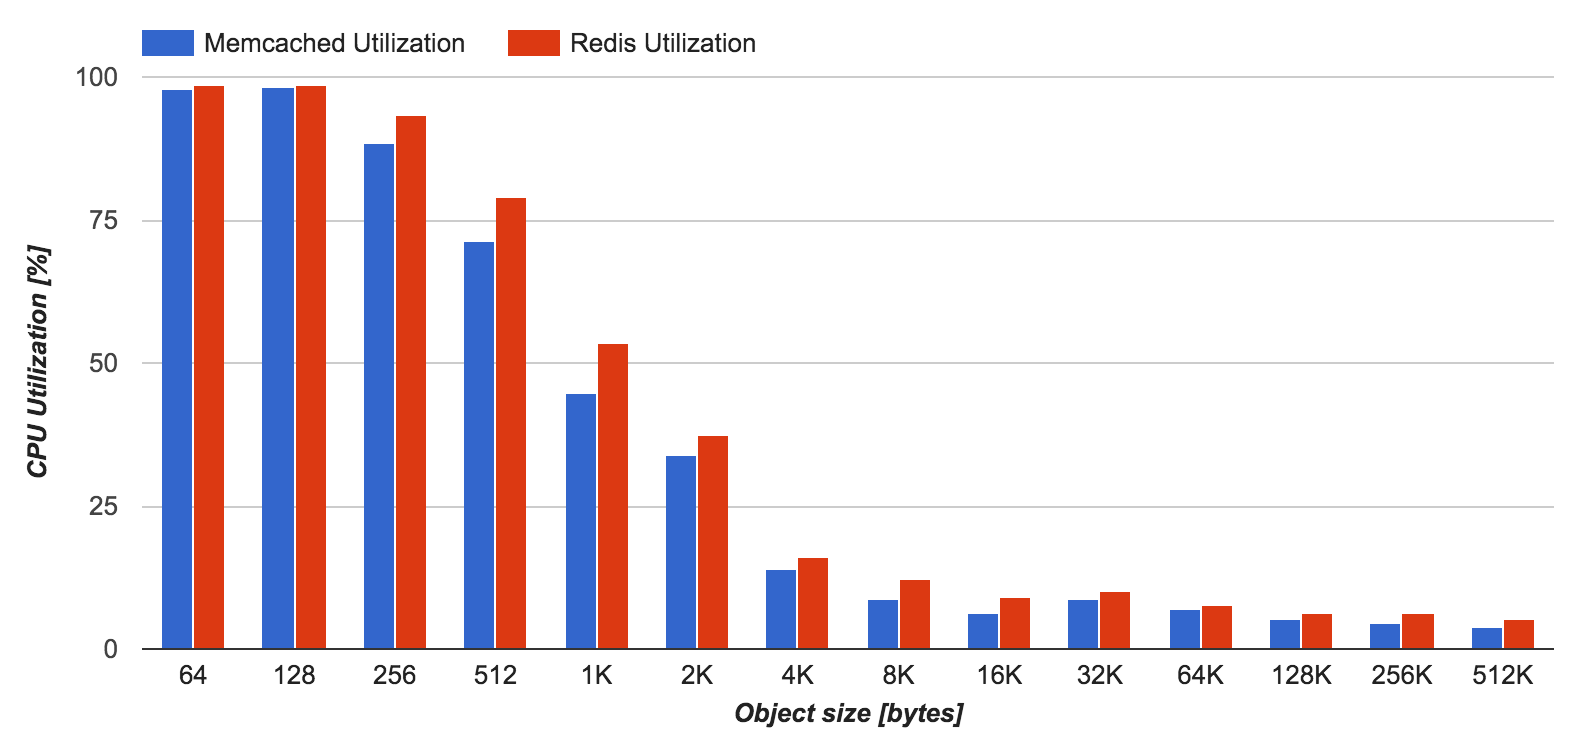 Memcached Utilization Redis Utilization
100
75
50
25
0
CPU Utilization [%]
64 128 256 512 1K 2K 4K 8K 16K 32K 64K 128K 256K 512K
Object size [bytes]